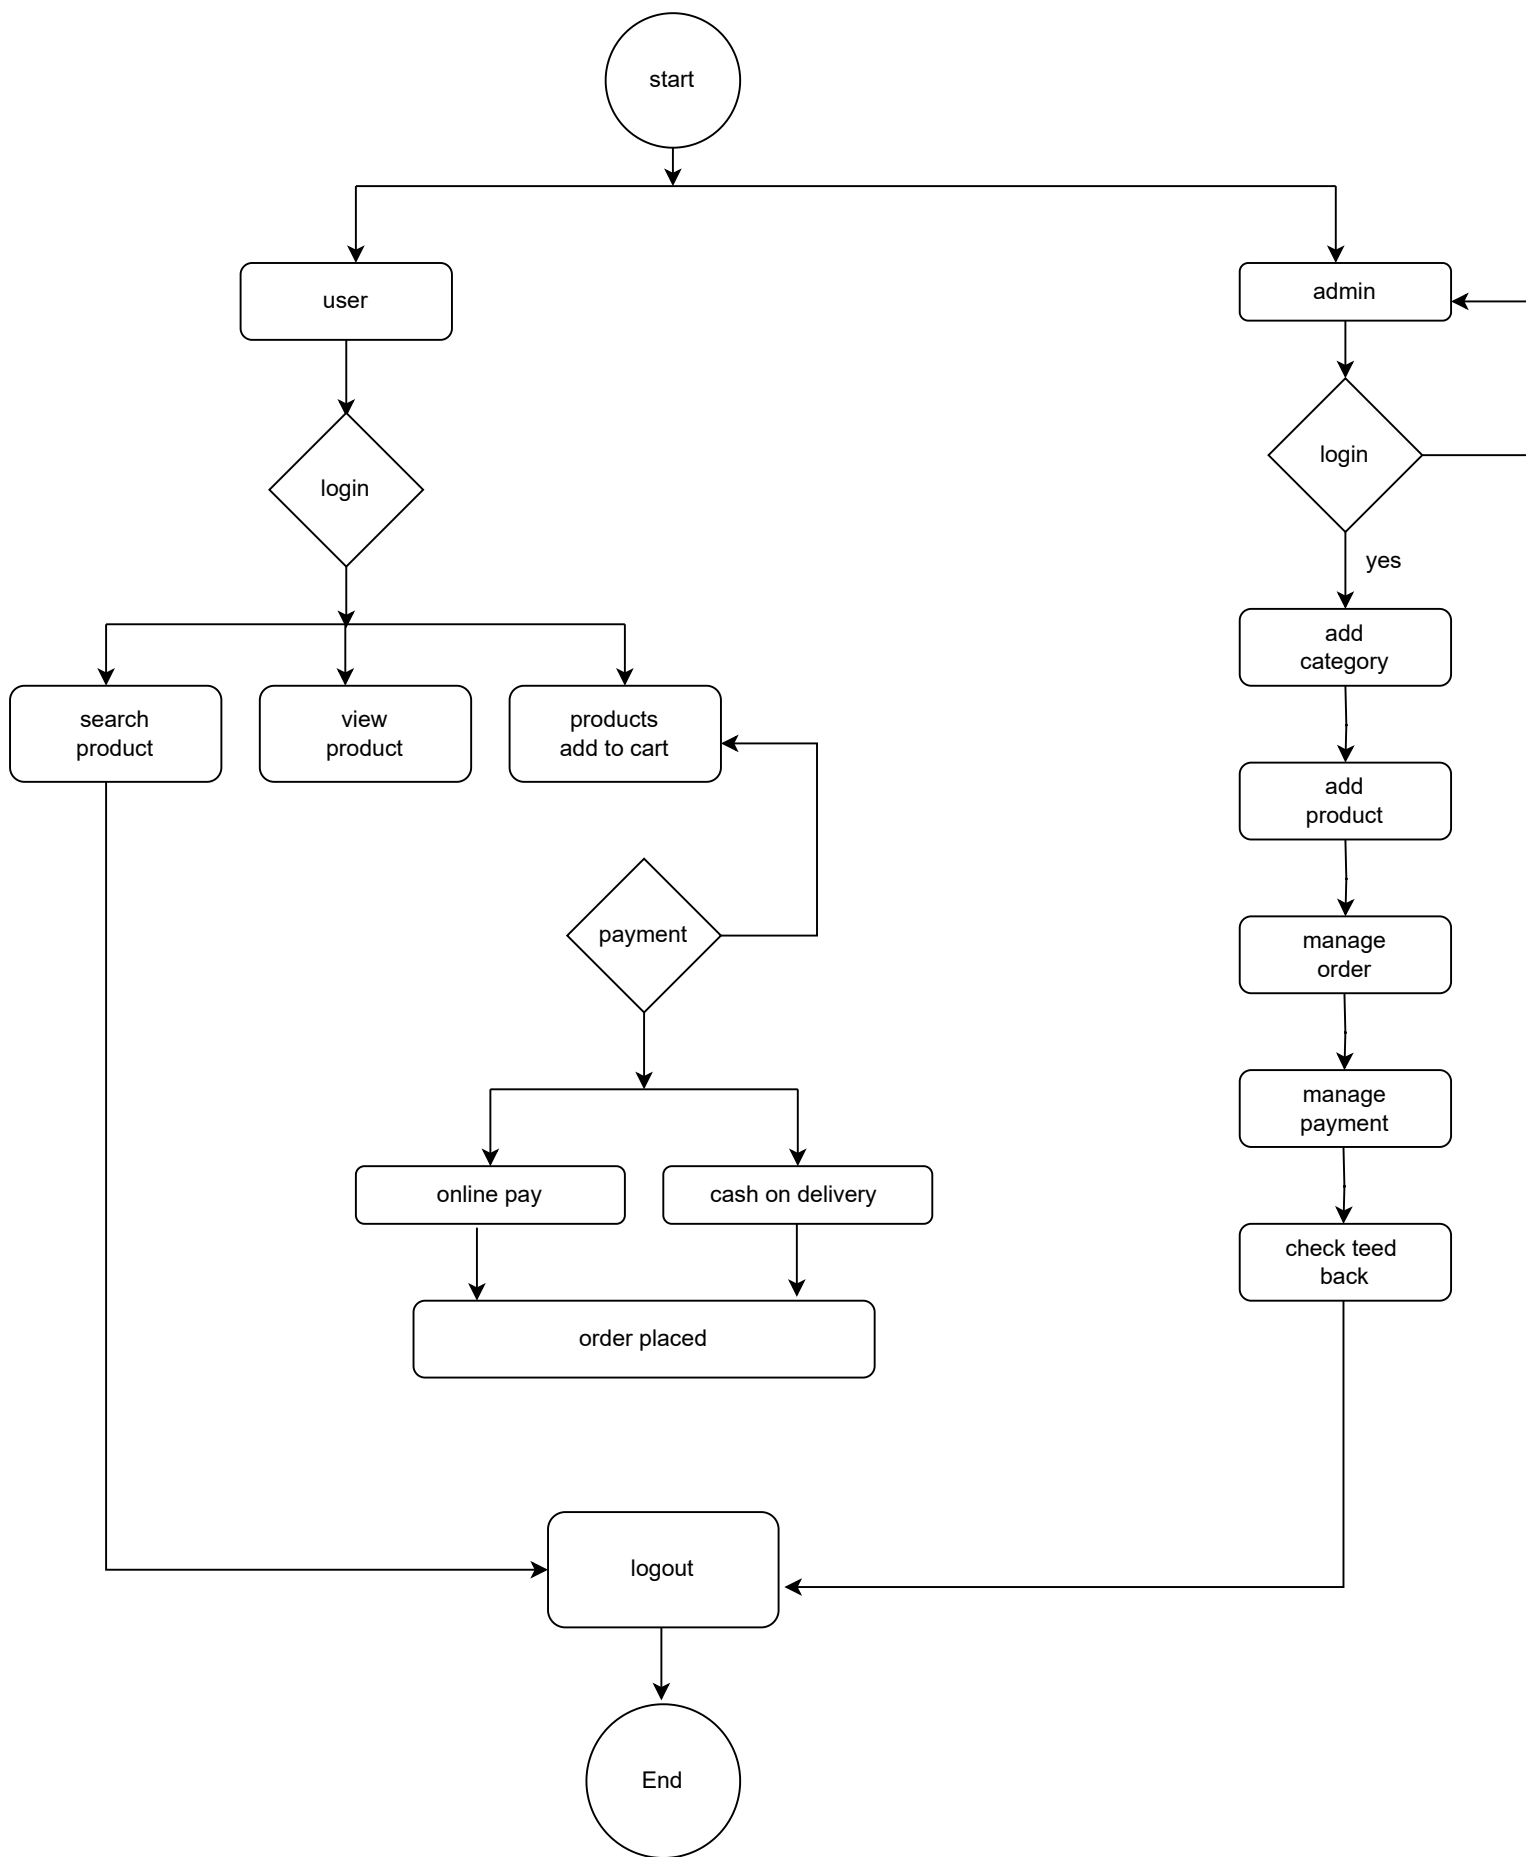 start
user
admin
login
login
yes
add
category
search
product
view
product
products
add to cart
add
product
payment
manage
order
manage
payment
online pay
cash on delivery
check teed
back
order placed
logout
End